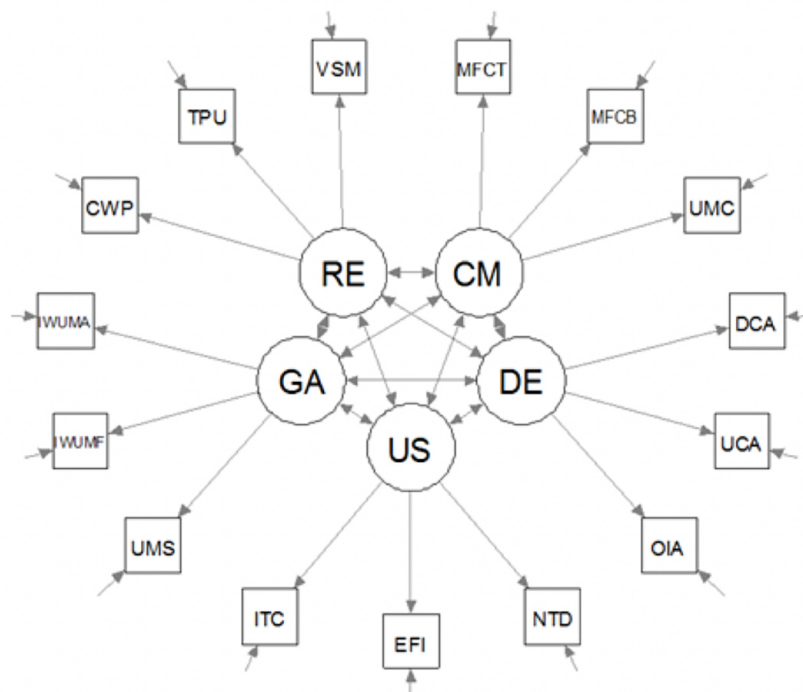 VSM
MFCT
TPU
MFCB
CWP
UMC
RE
CM
IWUMA
DCA
GA
DE
IWUMF
UCA
US
UMS
OIA
ITC
EFI
NTD